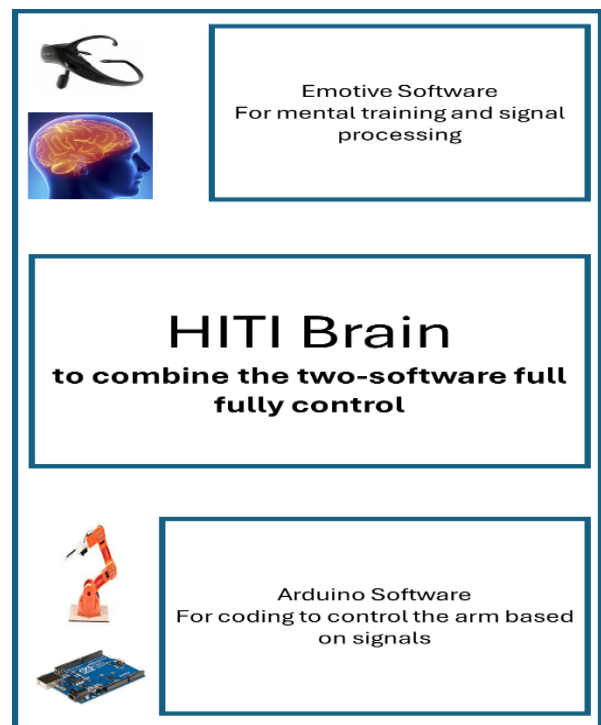 Emotive Software
For mental training and signal
processing
HITI Brain
to combine the two-software full
fully control
Arduino Software
For coding to control the arm based
on signals